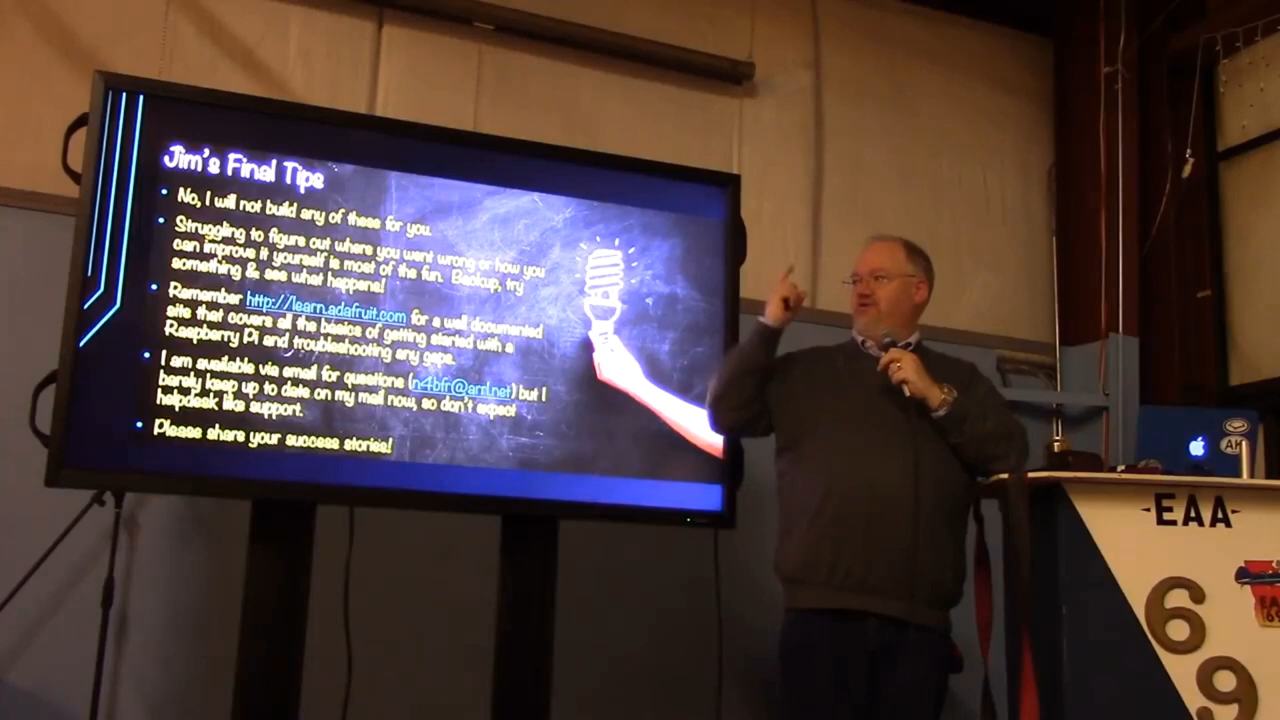 Jim's Final Tips
• No, I will not build any of these for you.
• Struggling to figure out where you went wrong or how you
can improve it yourself is most of the fun. Backup, try
something & see what happens!
• Remember http://learn.adafruit.com for a well documented
site that covers all the basics of getting started with a
Raspberry Pi and troubleshooting any gaps.
• I am available via email for questions (n4bfr@arrl.net) but I
barely keep up to date on my mail now, so don't expect
helpdesk like support.
• Please share your success stories!
AK
EAA
6
9